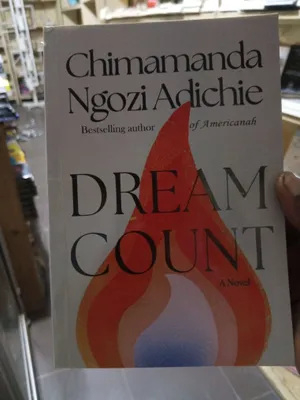 Chimamanda
Ngozi Adichie
Bestselling author of Americanah
DREAM
COUNT
A Novel